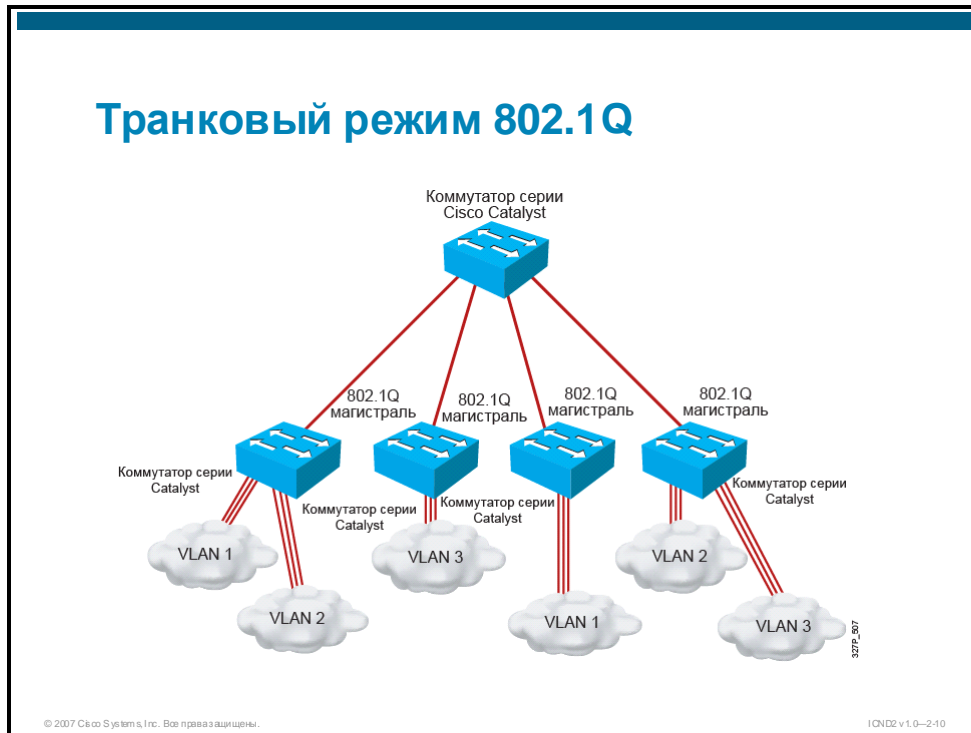 Транковый режим 802.1Q
Коммутатор серии
Cisco Catalyst
802.1Q
магистраль
802.1Q
магистраль
802.1Q
магистраль
802.1Q
магистраль
Коммутатор серии
Catalyst
Коммутатор серии
Catalyst
Коммутатор серии
Catalyst
Коммутатор серии
Catalyst
VLAN 1
VLAN 2
VLAN 3
VLAN 1
VLAN 2
VLAN 3
327P_507
© 2007 Cisco Systems, Inc. Все права защищены.
ICND2 v1.0—2-10